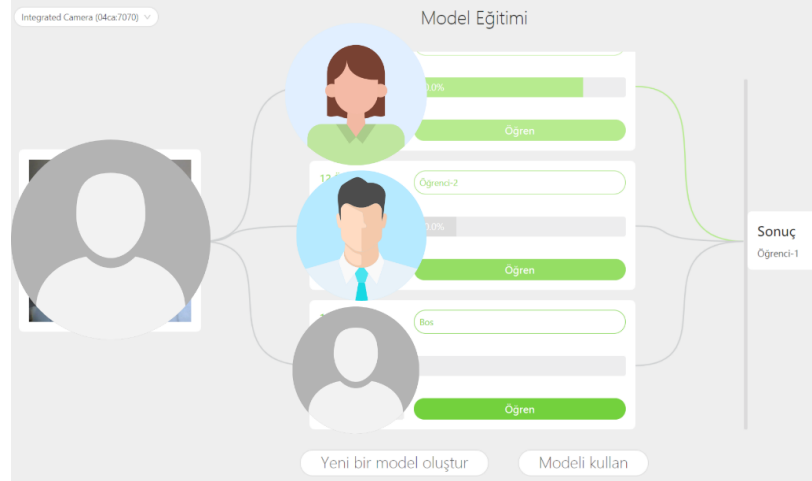 Integrated Camera (04ca:7070)
Model Eğitimi
Öğren
Öğrenci-2
Öğren
Bos
Öğren
Sonuç
Öğrenci-1
Yeni bir model oluştur
Modeli kullan